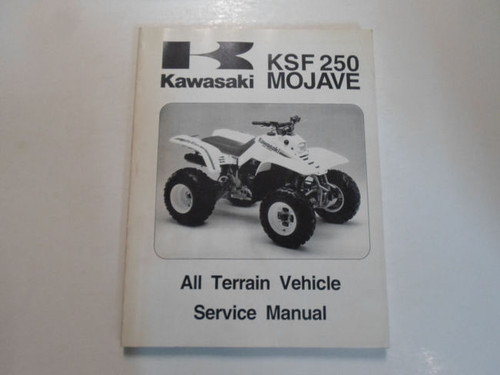 KSF 250
Kawasaki MOJAVE
All Terrain Vehicle
Service Manual